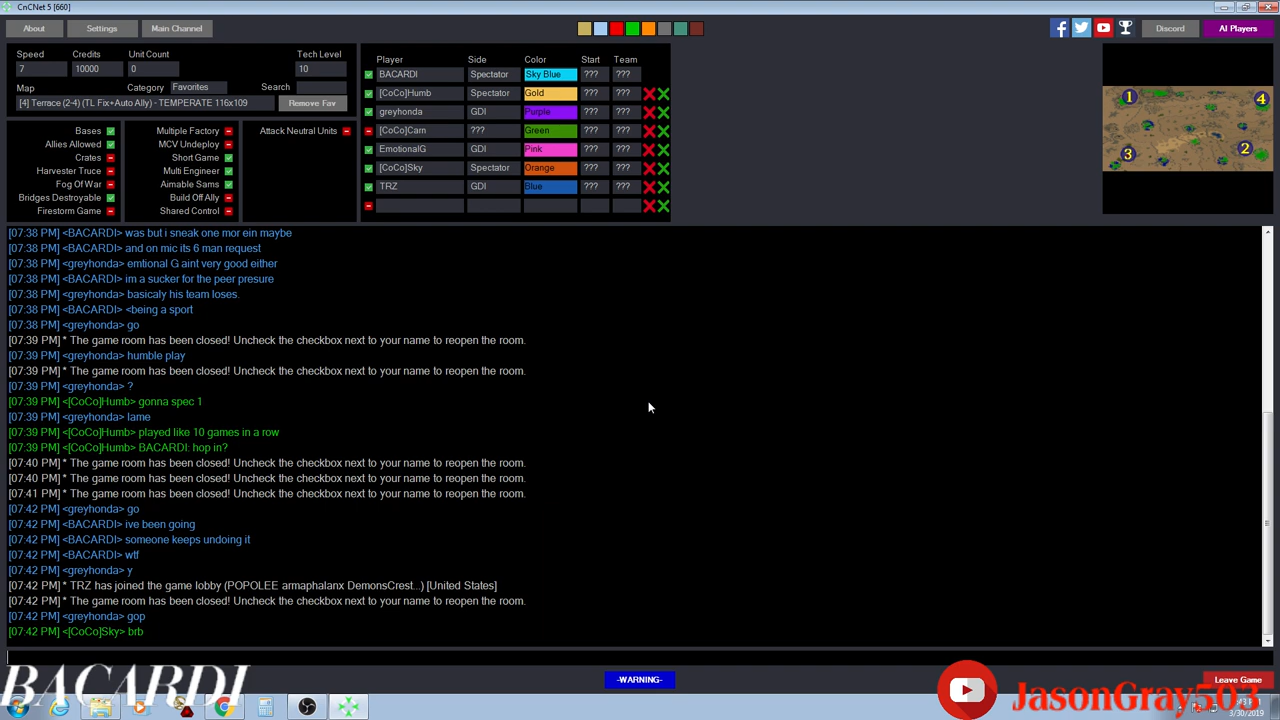 CnCNet 5 [660]
About Settings Main Channel Discord AI Players
Speed Credits Unit Count Tech Level
7 10000 0 10
Map Category Favorites Search
[4] Terrace (2-4) (TL Fix+Auto Ally) - TEMPERATE 116x109 Remove Fav
Bases Multiple Factory Attack Neutral Units
Allies Allowed MCV Undeploy
Crates Short Game
Harvester Truce Multi Engineer
Fog Of War Aimable Sams
Bridges Destroyable Build Off Ally
Firestorm Game Shared Control
Player Side Color Start Team
BACARDI Spectator Sky Blue ??? ???
[CoCo]Humb Spectator Gold ??? ???
greyhonda GDI Purple ??? ???
[CoCo]Cam ??? Green ??? ???
EmotionalG GDI Pink ??? ???
[CoCo]Sky Spectator Orange ??? ???
TRZ GDI Blue ??? ???
1 4
3 2
[07:38 PM] <BACARDI> was but i sneak one mor ein maybe
[07:38 PM] <BACARDI> and on mic its 6 man request
[07:38 PM] <greyhonda> emtional G aint very good either
[07:38 PM] <BACARDI> im a sucker for the peer presure
[07:38 PM] <greyhonda> basicaly his team loses.
[07:38 PM] <BACARDI> <being a sport
[07:38 PM] <greyhonda> go
[07:39 PM] * The game room has been closed! Uncheck the checkbox next to your name to reopen the room.
[07:39 PM] <greyhonda> humble play
[07:39 PM] * The game room has been closed! Uncheck the checkbox next to your name to reopen the room.
[07:39 PM] <greyhonda> ?
[07:39 PM] <[CoCo]Humb> gonna spec 1
[07:39 PM] <greyhonda> lame
[07:39 PM] <[CoCo]Humb> played like 10 games in a row
[07:39 PM] <[CoCo]Humb> BACARDI: hop in?
[07:40 PM] * The game room has been closed! Uncheck the checkbox next to your name to reopen the room.
[07:40 PM] * The game room has been closed! Uncheck the checkbox next to your name to reopen the room.
[07:41 PM] * The game room has been closed! Uncheck the checkbox next to your name to reopen the room.
[07:42 PM] <greyhonda> go
[07:42 PM] <BACARDI> ive been going
[07:42 PM] <BACARDI> someone keeps undoing it
[07:42 PM] <BACARDI> wtf
[07:42 PM] <greyhonda> y
[07:42 PM] * TRZ has joined the game lobby (POPOLEE armaphalanx DemonsCrest...) [United States]
[07:42 PM] * The game room has been closed! Uncheck the checkbox next to your name to reopen the room.
[07:42 PM] <greyhonda> gop
[07:42 PM] <[CoCo]Sky> brb
-WARNING- Leave Game
BACARDI
JasonGray503
3/30/2019